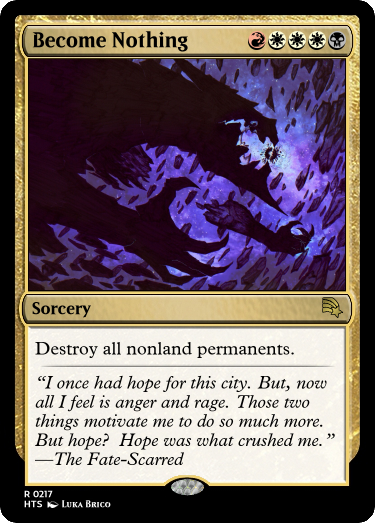 Become Nothing
Sorcery
Destroy all nonland permanents.
“I once had hope for this city. But, now
all I feel is anger and rage. Those two
things motivate me to do so much more.
But hope?  Hope was what crushed me.”
—The Fate-Scarred
R 0217
HTS Luka Brico